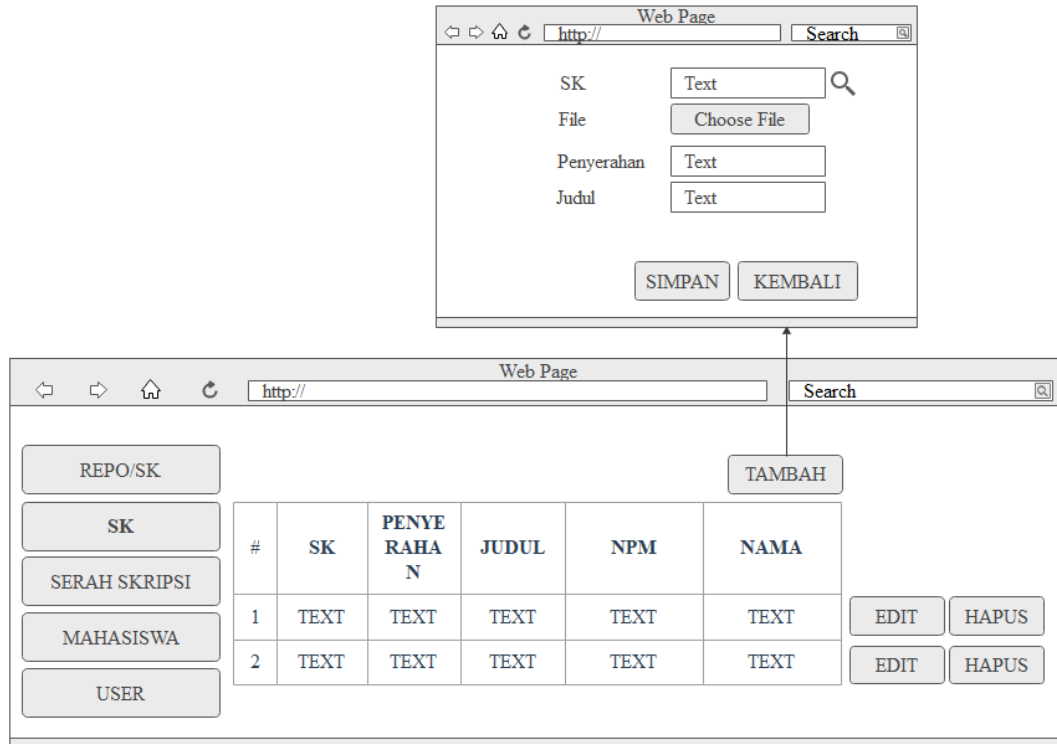 Web Page
http://
Search
SK Text
File Choose File
Penyerahan Text
Judul Text
SIMPAN KEMBALI
Web Page
http://
Search
REPO/SK
SK
SERAH SKRIPSI
MAHASISWA
USER
TAMBAH
# SK PENYE JUDUL NPM NAMA
RAHA
N
1 TEXT TEXT TEXT TEXT TEXT EDIT HAPUS
2 TEXT TEXT TEXT TEXT TEXT EDIT HAPUS